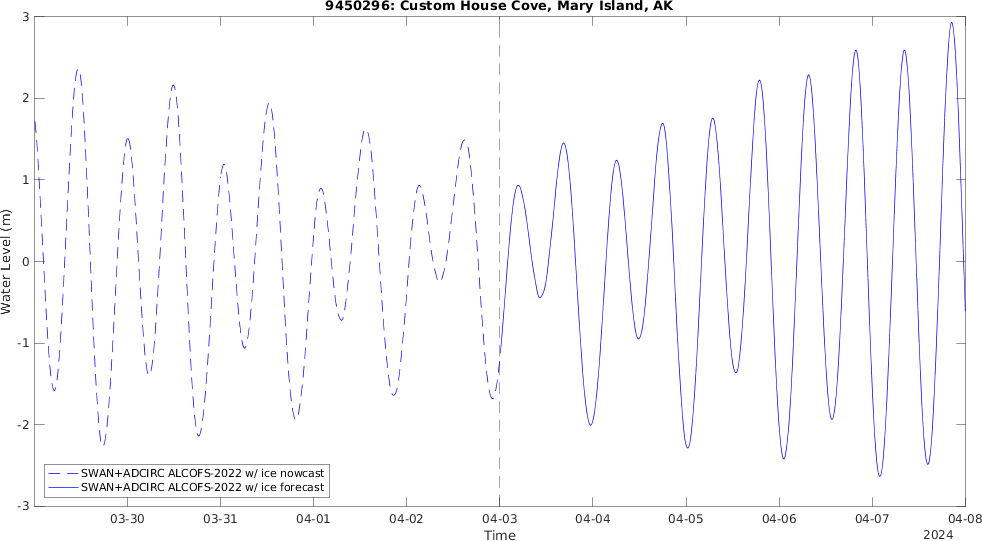 9450296: Custom House Cove, Mary Island, AK
Water Level (m)
3
2
1
0
-1
-2
-3
SWAN+ADCIRC ALCOFS-2022 w/ ice nowcast
SWAN+ADCIRC ALCOFS-2022 w/ ice forecast
03-30 03-31 04-01 04-02 04-03 04-04 04-05 04-06 04-07 04-08
Time
2024